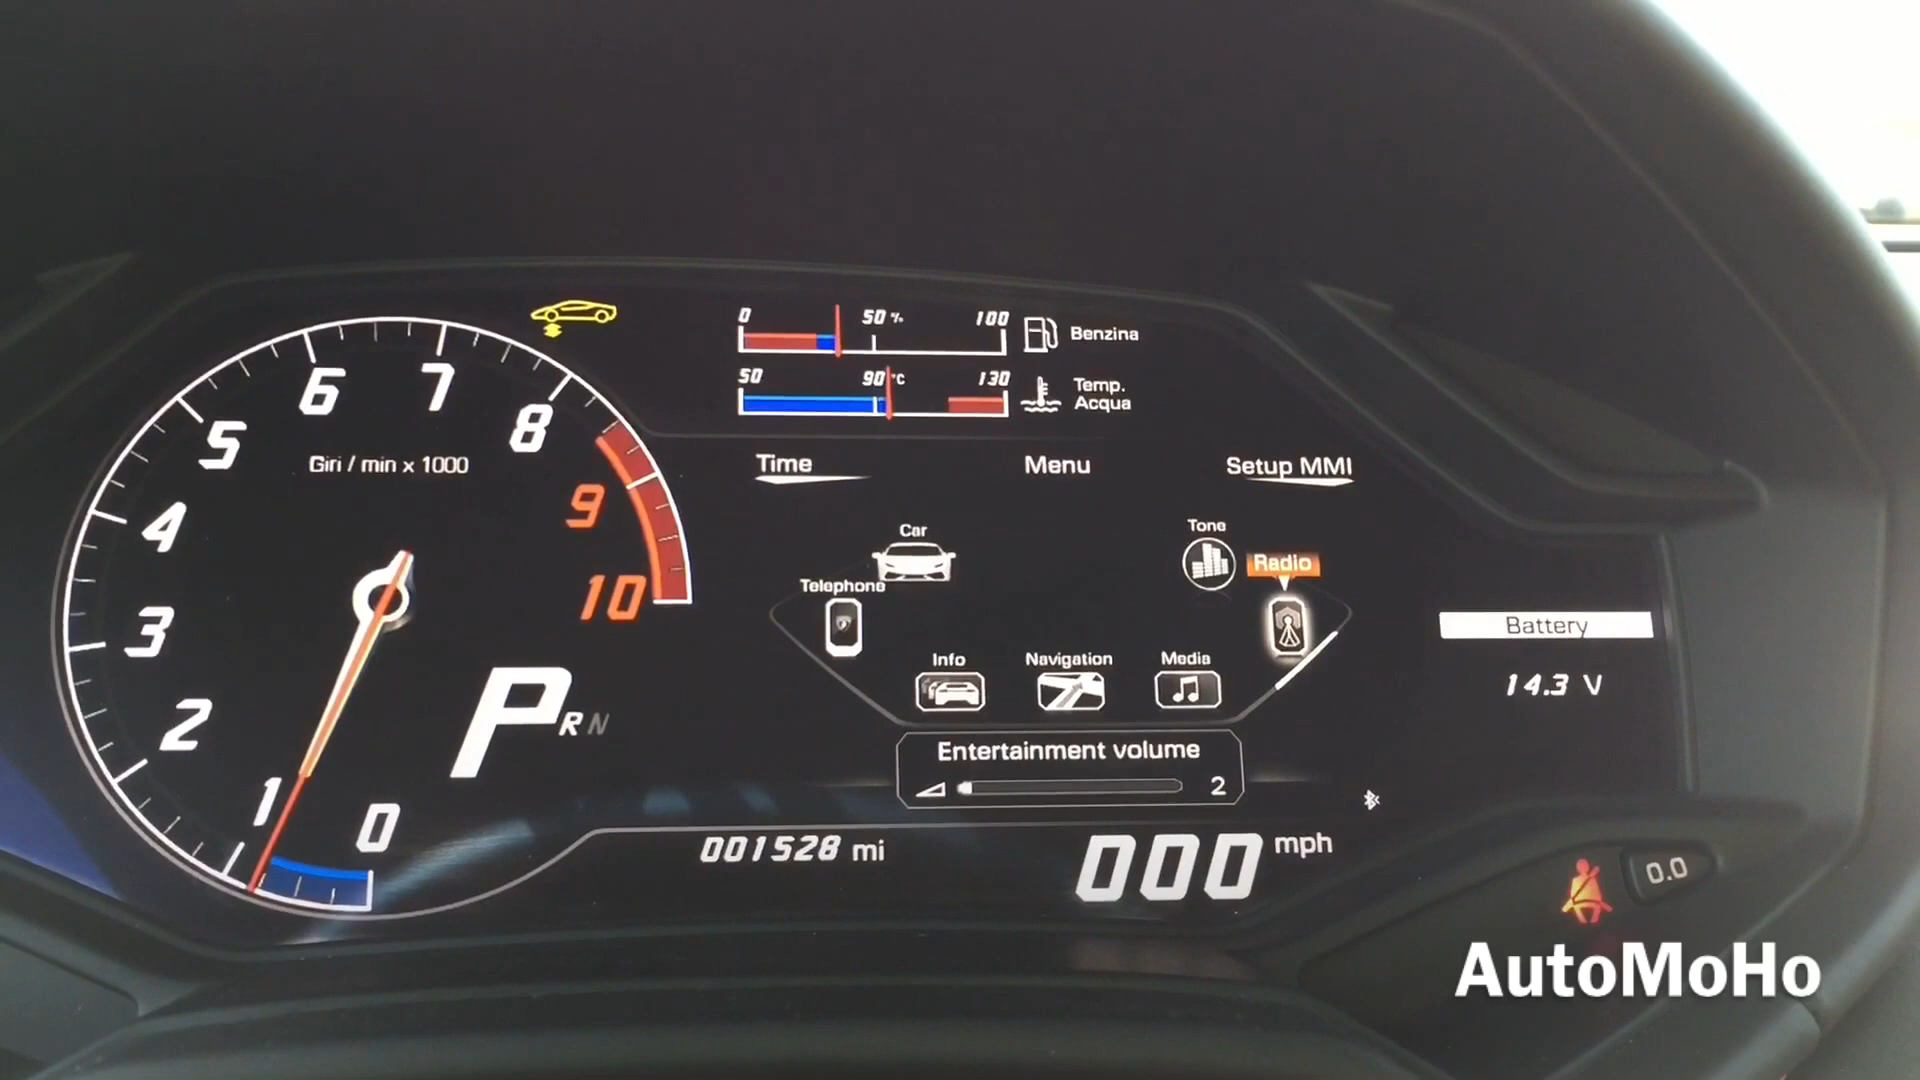 0 50 % 100
Benzina
50 90 °C 130
Temp.
Acqua
6 7
5 8
Giri / min x 1000
4 9
3 10
2
1 0
P R N
Time Menu Setup MMI
Car
Telephone
Tone
Radio
Info Navigation Media
Entertainment volume
2
Battery
14.3 V
001528 mi
000 mph
0.0
AutoMoHo